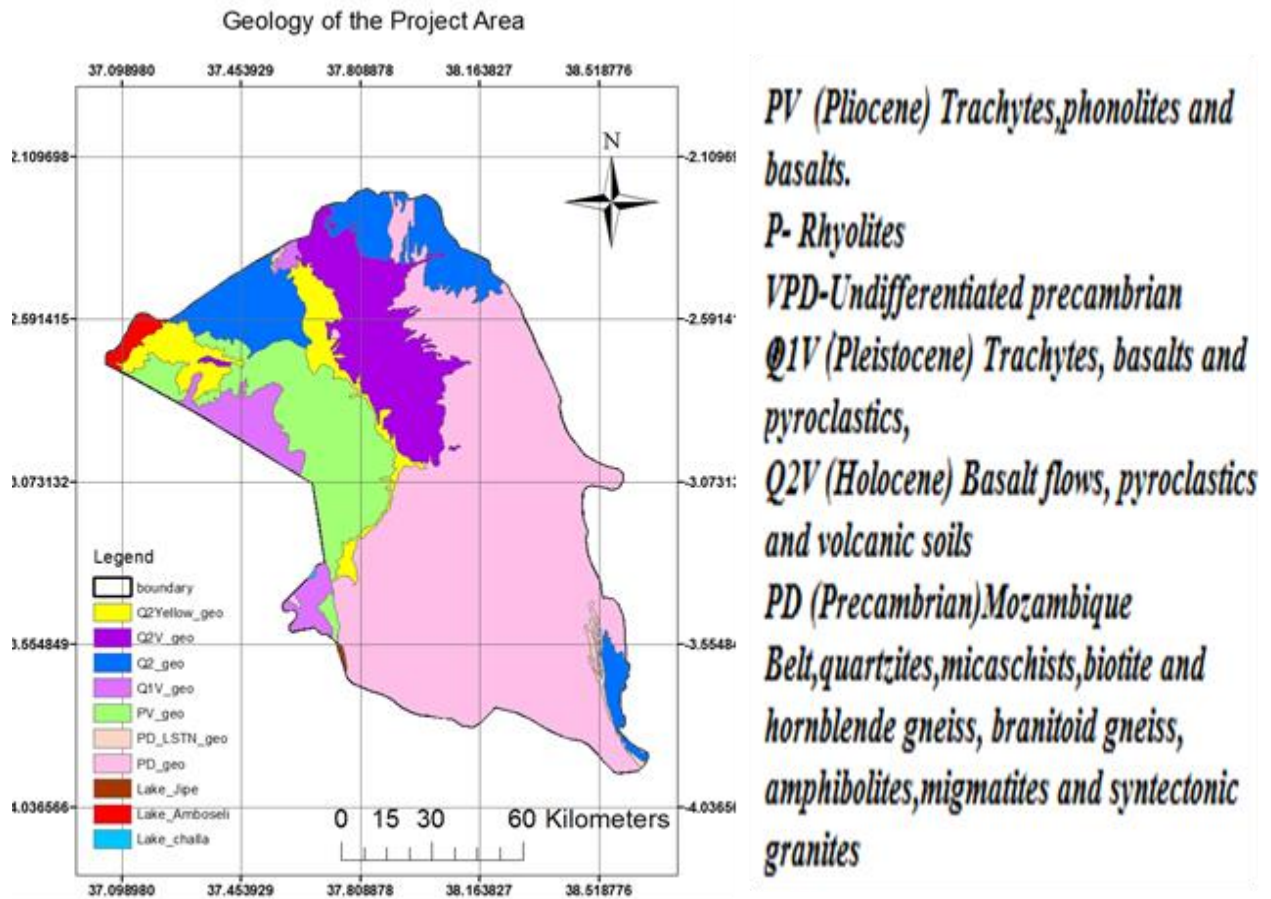 Geology of the Project Area
37.098980 37.453929 37.808878 38.163827 38.518776
2.109698 -2.10969
N
2.591415 -2.59141
3.073132 -3.07313
3.554849 -3.55484
4.036566 -4.03656
Legend
boundary
Q2Yellow_geo
Q2V_geo
Q2_geo
Q1V_geo
PV_geo
PD_LSTN_geo
PD_geo
Lake_Jipe
Lake_Amboseli
Lake_challa
0 15 30 60 Kilometers
37.098980 37.453929 37.808878 38.163827 38.518776
PV (Pliocene) Trachytes,phonolites and
basalts.
P- Rhyolites
VPD-Undifferentiated precambrian
Q1V (Pleistocene) Trachytes, basalts and
pyroclastics,
Q2V (Holocene) Basalt flows, pyroclastics
and volcanic soils
PD (Precambrian)Mozambique
Belt,quartzites,micaschists,biotite and
hornblende gneiss, branitoid gneiss,
amphibolites,migmatites and syntectonic
granites